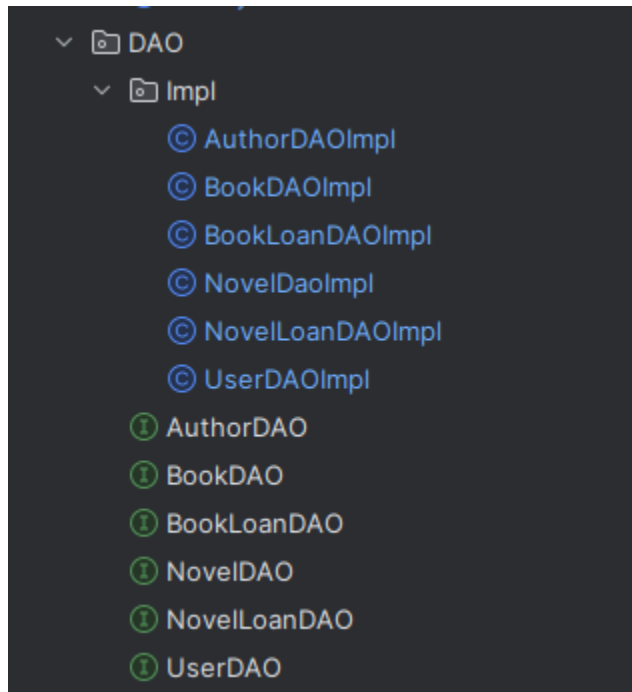 DAO
Impl
AuthorDAOImpl
BookDAOImpl
BookLoanDAOImpl
NovelDaoImpl
NovelLoanDAOImpl
UserDAOImpl
AuthorDAO
BookDAO
BookLoanDAO
NovelDAO
NovelLoanDAO
UserDAO